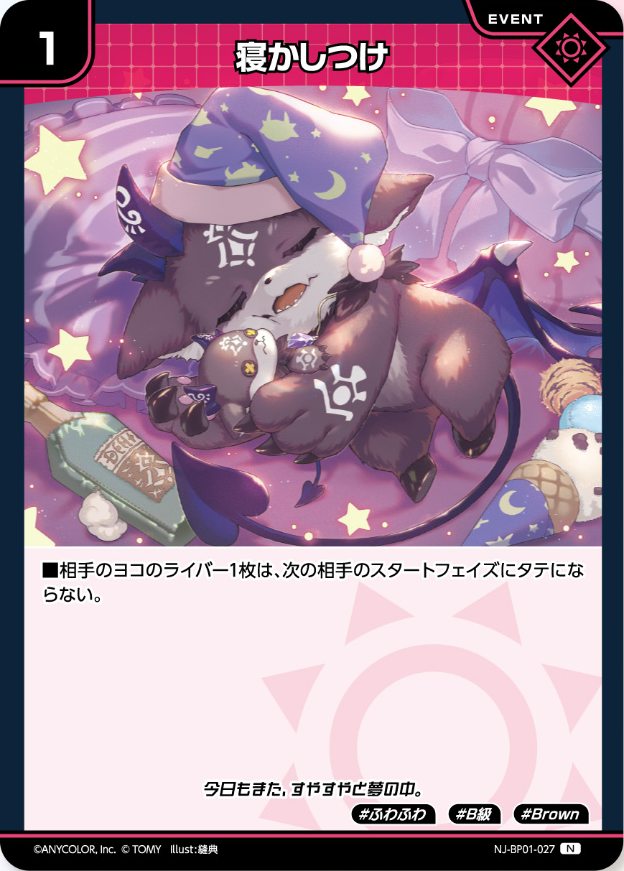 1
EVENT
寝かしつけ
■相手のヨコのライバー1枚は、次の相手のスタートフェイズにタテにな
らない。
今日もまた、すやすやと夢の中。
#ふわふわ #B級 #Brown
©ANYCOLOR, Inc. © TOMY Illust:縫典
NJ-BP01-027 N